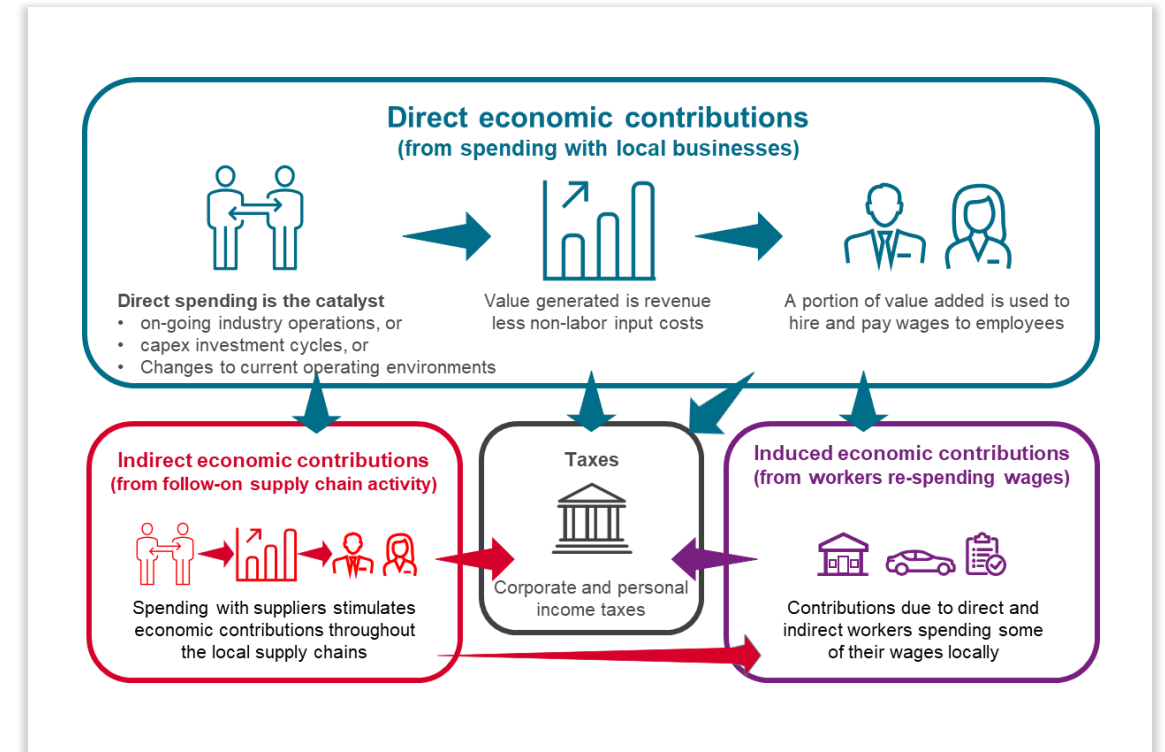 Direct economic contributions
(from spending with local businesses)
Direct spending is the catalyst
• on-going industry operations, or
• capex investment cycles, or
• Changes to current operating environments
Value generated is revenue
less non-labor input costs
A portion of value added is used to
hire and pay wages to employees
Indirect economic contributions
(from follow-on supply chain activity)
Spending with suppliers stimulates
economic contributions throughout
the local supply chains
Taxes
Corporate and personal
income taxes
Induced economic contributions
(from workers re-spending wages)
Contributions due to direct and
indirect workers spending some
of their wages locally